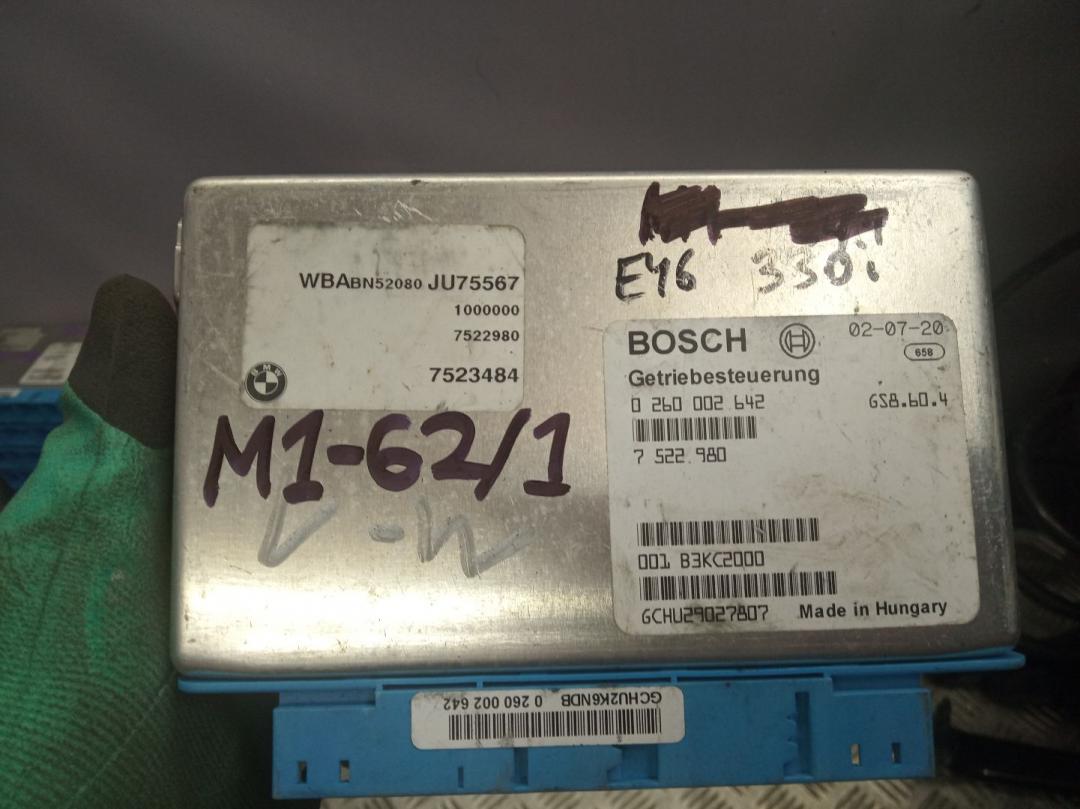 E46 330i
WBABN52080 JU75567
1000000
7522980
7523484
BMW
BOSCH 02-07-20
658
Getriebesteuerung
0 260 002 642 GS8.60.4
7 522 980
M1-62/1
001 B3KC2000
GCHU29027807 Made in Hungary
GCHU2K6NDB 0 260 002 642